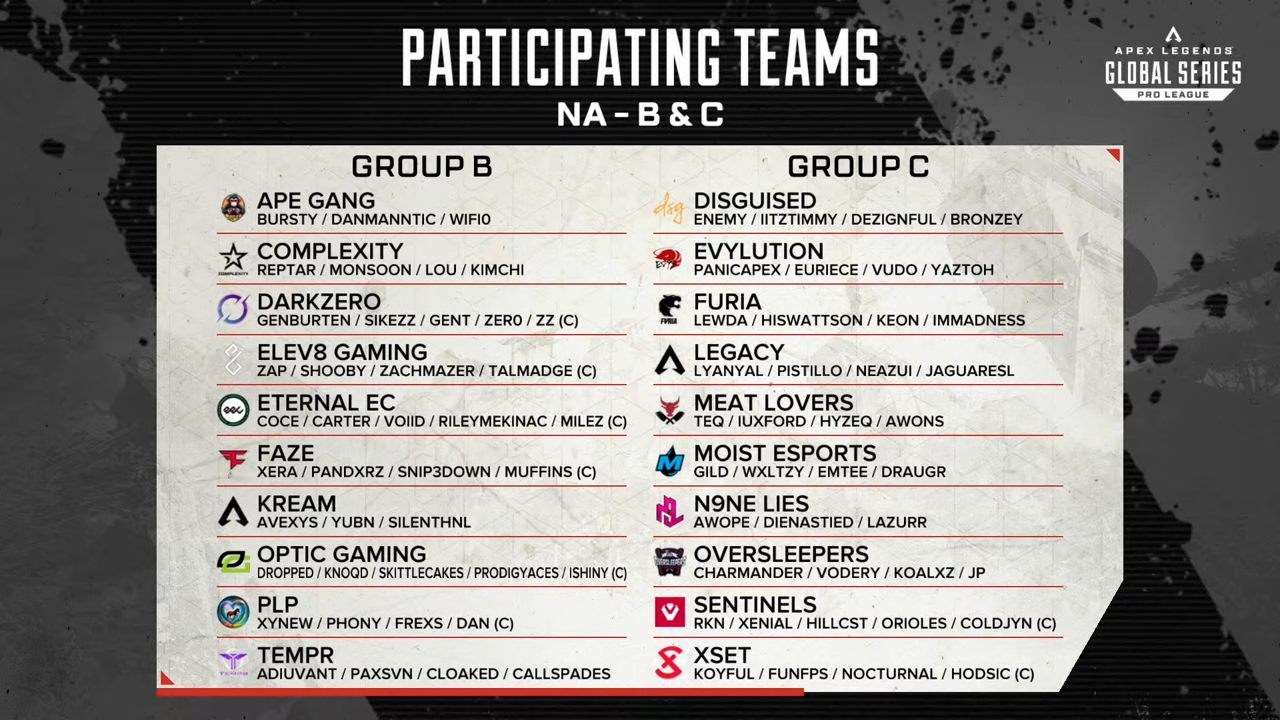 PARTICIPATING TEAMS
NA – B & C
APEX LEGENDS
GLOBAL SERIES
PRO LEAGUE
GROUP B
APE GANG
BURSTY / DANMANNTIC / WIFI0
COMPLEXITY
COMPLEXITY
REPTAR / MONSOON / LOU / KIMCHI
DARKZERO
GENBURTEN / SIKEZZ / GENT / ZER0 / ZZ (C)
ELEV8 GAMING
ZAP / SHOOBY / ZACHMAZER / TALMADGE (C)
eec
ETERNAL EC
COCE / CARTER / VOIID / RILEYMEKINAC / MILEZ (C)
FAZE
XERA / PANDXRZ / SNIP3DOWN / MUFFINS (C)
KREAM
AVEXYS / YUBN / SILENTHNL
OPTIC GAMING
DROPPED / KNOQD / SKITTLECAKES / PRODIGYACES / ISHINY (C)
PLP
XYNEW / PHONY / FREXS / DAN (C)
TEMPR
ADIUVANT / PAXSVN / CLOAKED / CALLSPADES
GROUP C
dsg
DISGUISED
ENEMY / IITZTIMMY / DEZIGNFUL / BRONZEY
EVYLUTION
PANICAPEX / EURIECE / VUDO / YAZTOH
FURIA
FURIA
LEWDA / HISWATTSON / KEON / IMMADNESS
LEGACY
LYANYAL / PISTILLO / NEAZUI / JAGUARESL
MEAT LOVERS
TEQ / IUXFORD / HYZEQ / AWONS
MOIST ESPORTS
GILD / WXLTZY / EMTEE / DRAUGR
N9NE LIES
AWOPE / DIENASTIED / LAZURR
OVERSLEEPERS
OVERSLEEPERS
CHARMANDER / VODERY / KOALXZ / JP
SENTINELS
RKN / XENIAL / HILLCST / ORIOLES / COLDJYN (C)
XSET
KOYFUL / FUNFPS / NOCTURNAL / HODSIC (C)